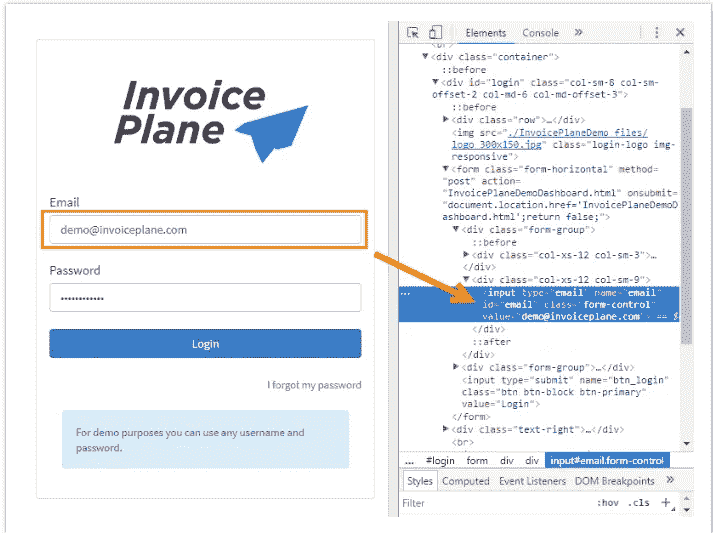 Invoice
Plane
Email
demo@invoiceplane.com
Password
••••••••••••
Login
I forgot my password
For demo purposes you can use any username and
password.
Elements Console »
<br>
▼<div class="container">
::before
▼<div id="login" class="col-sm-8 col-sm-
offset-2 col-md-6 col-md-offset-3">
::before
▶<div class="row">…</div>
<img src="./InvoicePlaneDemo_files/
logo_300x150.jpg" class="login-logo img-
responsive">
▼<form class="form-horizontal" method=
"post" action=
"InvoicePlaneDemoDashboard.html" onsubmit=
"document.location.href='InvoicePlaneDemoD
ashboard.html';return false;">
▼<div class="form-group">
::before
▶<div class="col-xs-12 col-sm-3">…
</div>
▼<div class="col-xs-12 col-sm-9">
... <input type="email" name="email"
id="email" class="form-control"
value="demo@invoiceplane.com"> == $
</div>
::after
</div>
▶<div class="form-group">…</div>
<input type="submit" name="btn_login"
class="btn btn-block btn-primary"
value="Login">
</form>
▶<div class="text-right">…</div>
<br>
... #login form div div input#email.form-control
Styles Computed Event Listeners DOM Breakpoints »
Filter :hov .cls +